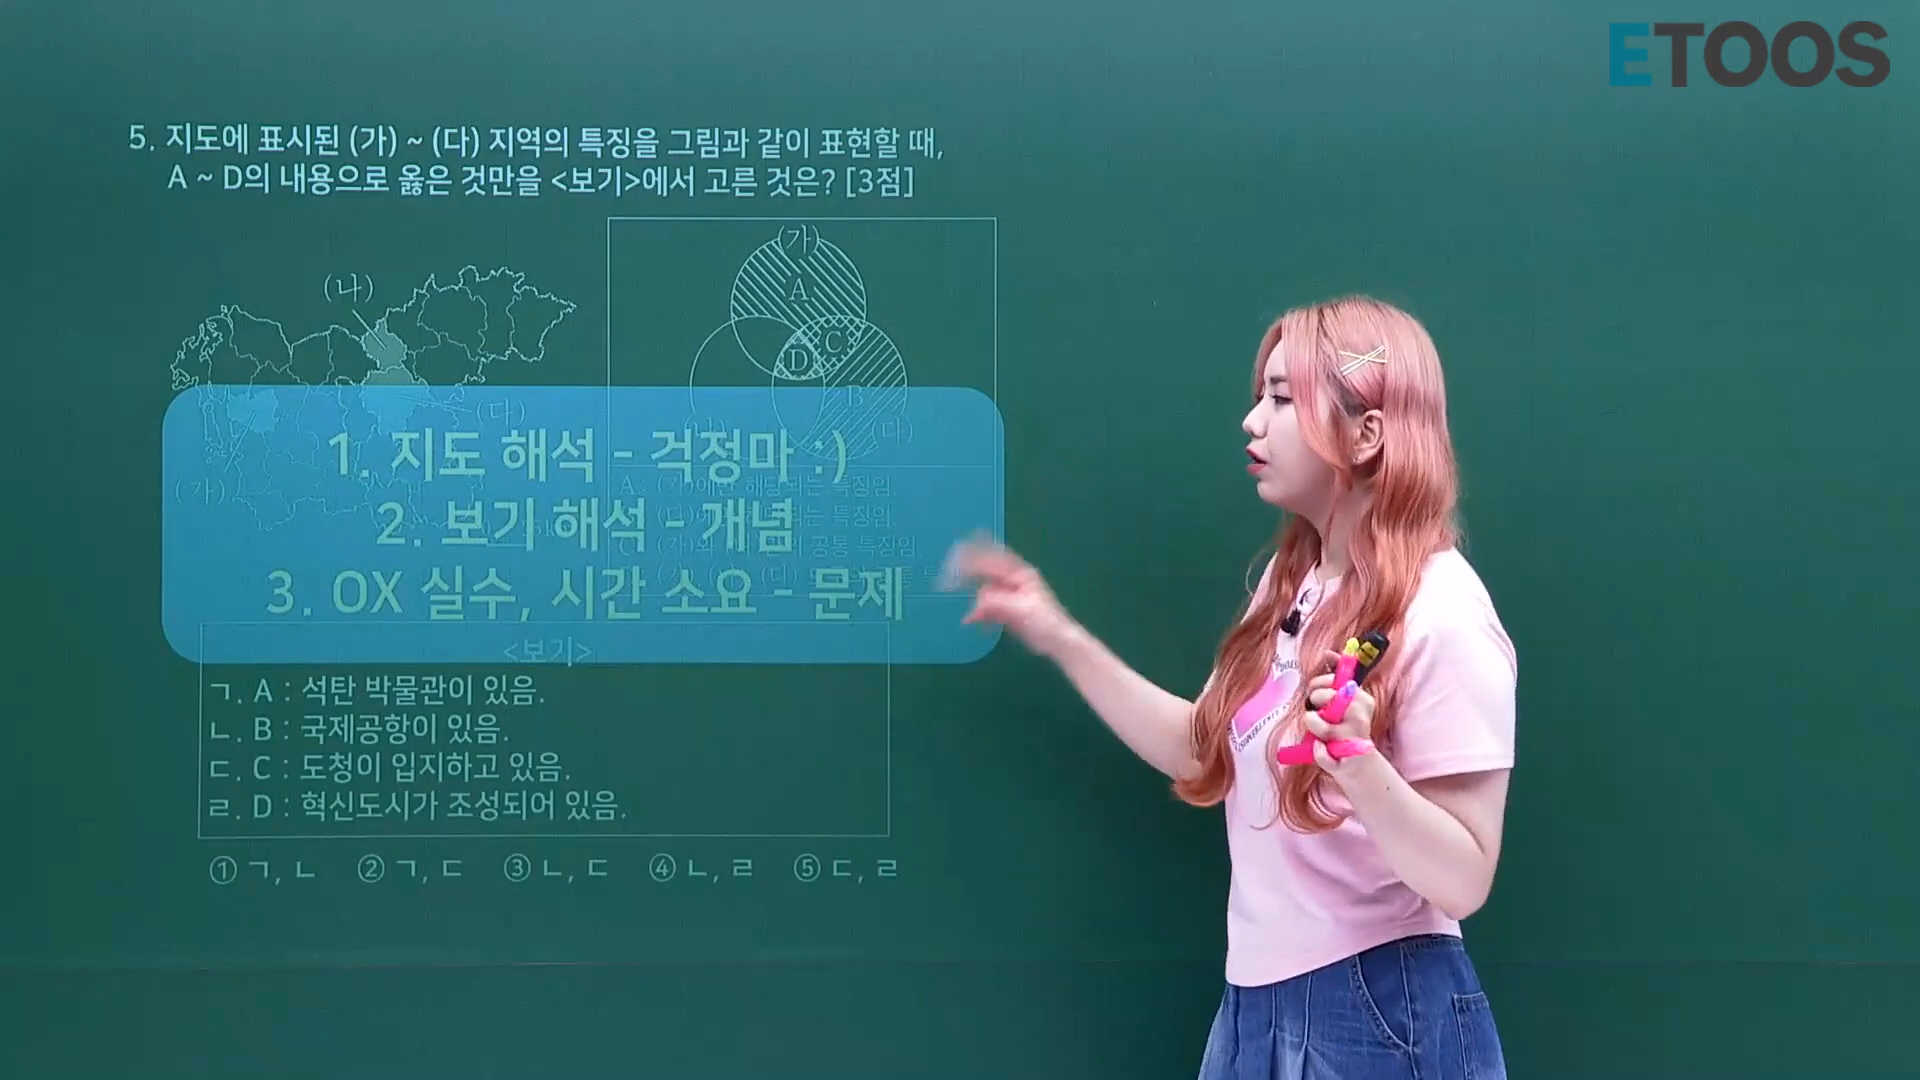 ETOOS
5. 지도에 표시된 (가) ~ (다) 지역의 특징을 그림과 같이 표현할 때,
A ~ D의 내용으로 옳은 것만을 <보기>에서 고른 것은? [3점]
(가)
(나)
A
C
D
B
(다)
(다)
(가)
1. 지도 해석 - 걱정마 :)
2. 보기 해석 - 개념
3. OX 실수, 시간 소요 - 문제
<보기>
ㄱ. A : 석탄 박물관이 있음.
ㄴ. B : 국제공항이 있음.
ㄷ. C : 도청이 입지하고 있음.
ㄹ. D : 혁신도시가 조성되어 있음.
① ㄱ, ㄴ ② ㄱ, ㄷ ③ ㄴ, ㄷ ④ ㄴ, ㄹ ⑤ ㄷ, ㄹ